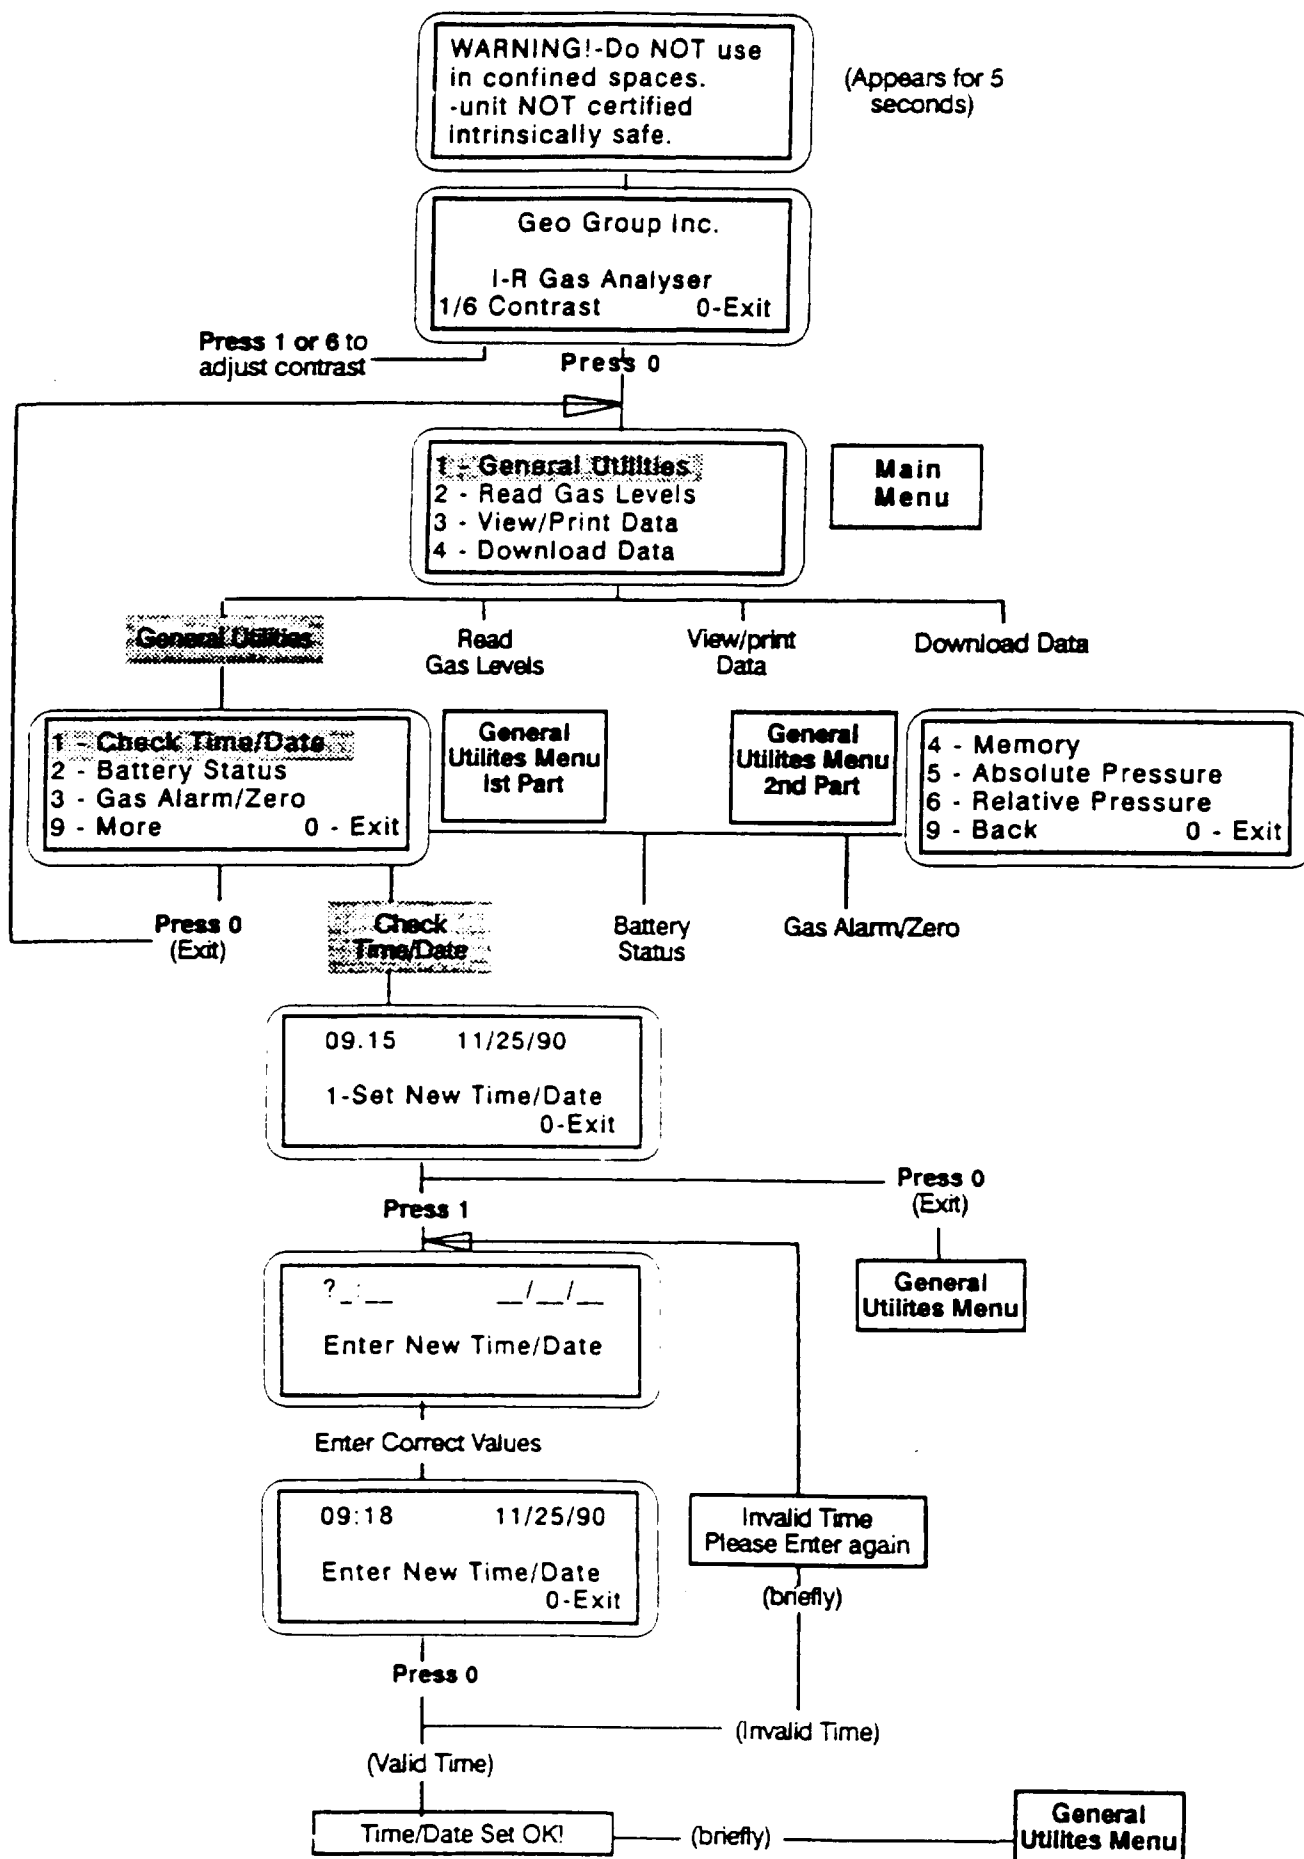 WARNING!-Do NOT use
in confined spaces.
-unit NOT certified
intrinsically safe.
(Appears for 5
seconds)
Geo Group Inc.
I-R Gas Analyser
1/6 Contrast 0-Exit
Press 1 or 6 to
adjust contrast
Press 0
1 - General Utilities
2 - Read Gas Levels
3 - View/Print Data
4 - Download Data
Main
Menu
General Utilities
Read
Gas Levels
View/print
Data
Download Data
1 - Check Time/Date
2 - Battery Status
3 - Gas Alarm/Zero
9 - More 0 - Exit
General
Utilites Menu
Ist Part
General
Utilites Menu
2nd Part
4 - Memory
5 - Absolute Pressure
6 - Relative Pressure
9 - Back 0 - Exit
Press 0
(Exit)
Check
Time/Date
Battery
Status
Gas Alarm/Zero
09.15 11/25/90
1-Set New Time/Date
0-Exit
Press 1
Press 0
(Exit)
General
Utilites Menu
?_:__ __/__/__
Enter New Time/Date
Enter Correct Values
09:18 11/25/90
Enter New Time/Date
0-Exit
Invalid Time
Please Enter again
(briefly)
Press 0
(Invalid Time)
(Valid Time)
Time/Date Set OK!
(briefly)
General
Utilites Menu